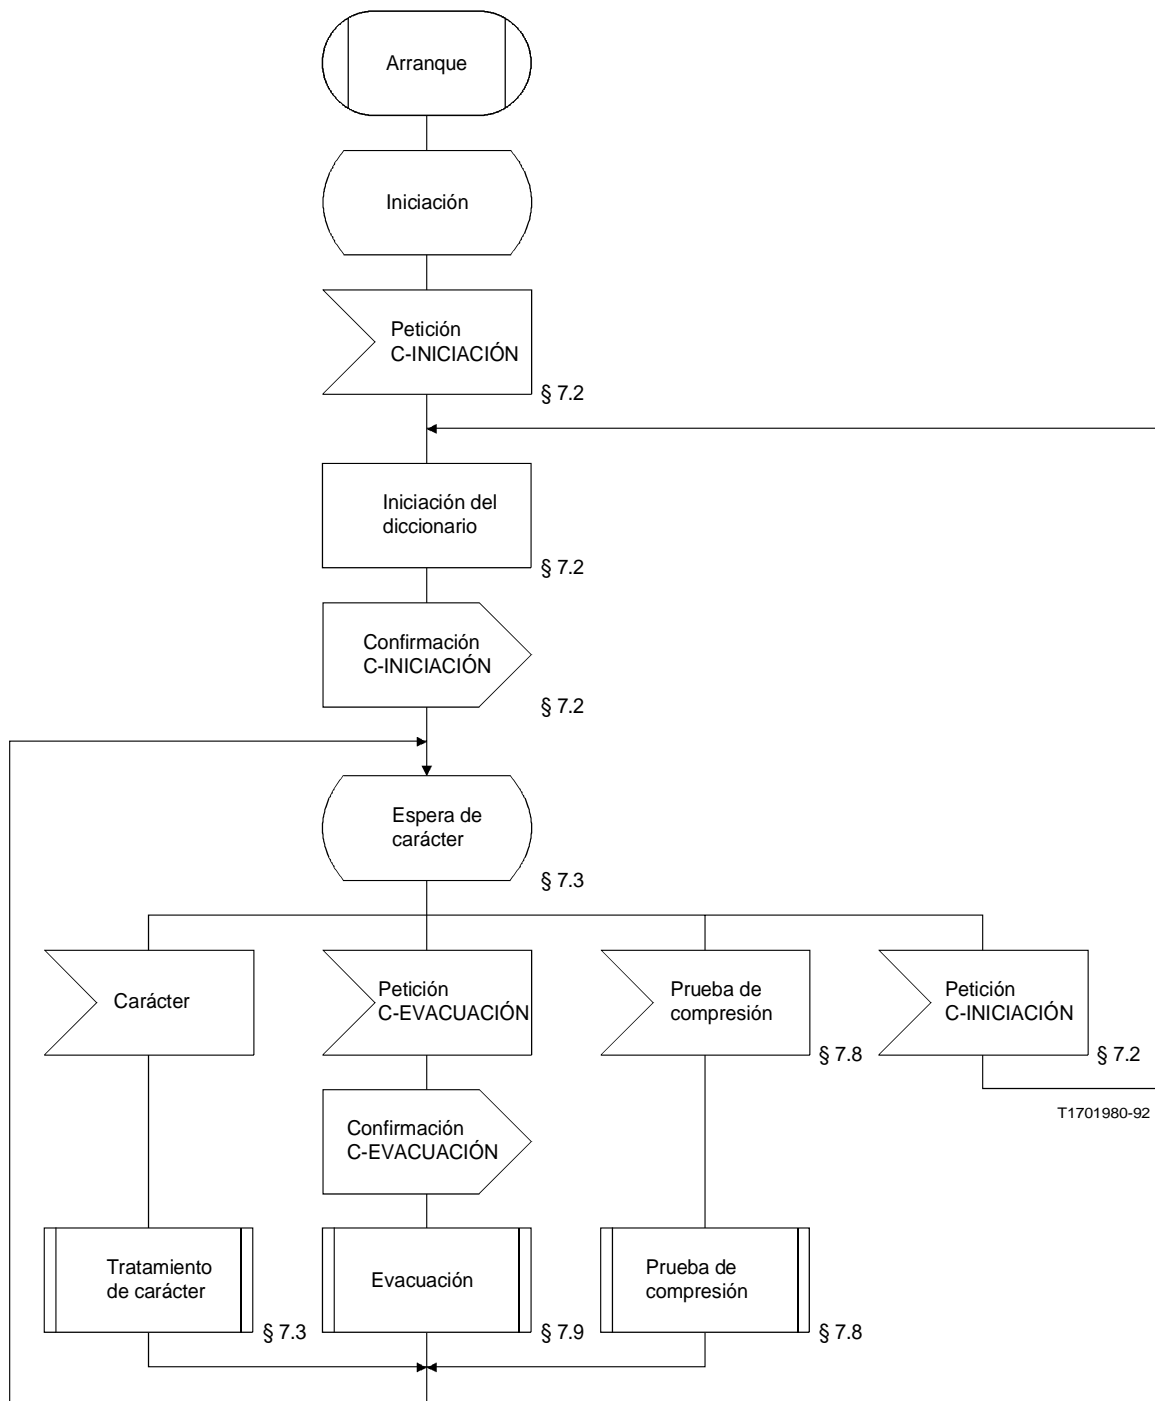 Arranque
Iniciación
Petición
C-INICIACIÓN
§ 7.2
Iniciación del
diccionario
§ 7.2
Confirmación
C-INICIACIÓN
§ 7.2
Espera de
carácter
§ 7.3
Carácter
Petición
C-EVACUACIÓN
Prueba de
compresión
§ 7.8
Petición
C-INICIACIÓN
§ 7.2
T1701980-92
Confirmación
C-EVACUACIÓN
Tratamiento
de carácter
§ 7.3
Evacuación
§ 7.9
Prueba de
compresión
§ 7.8